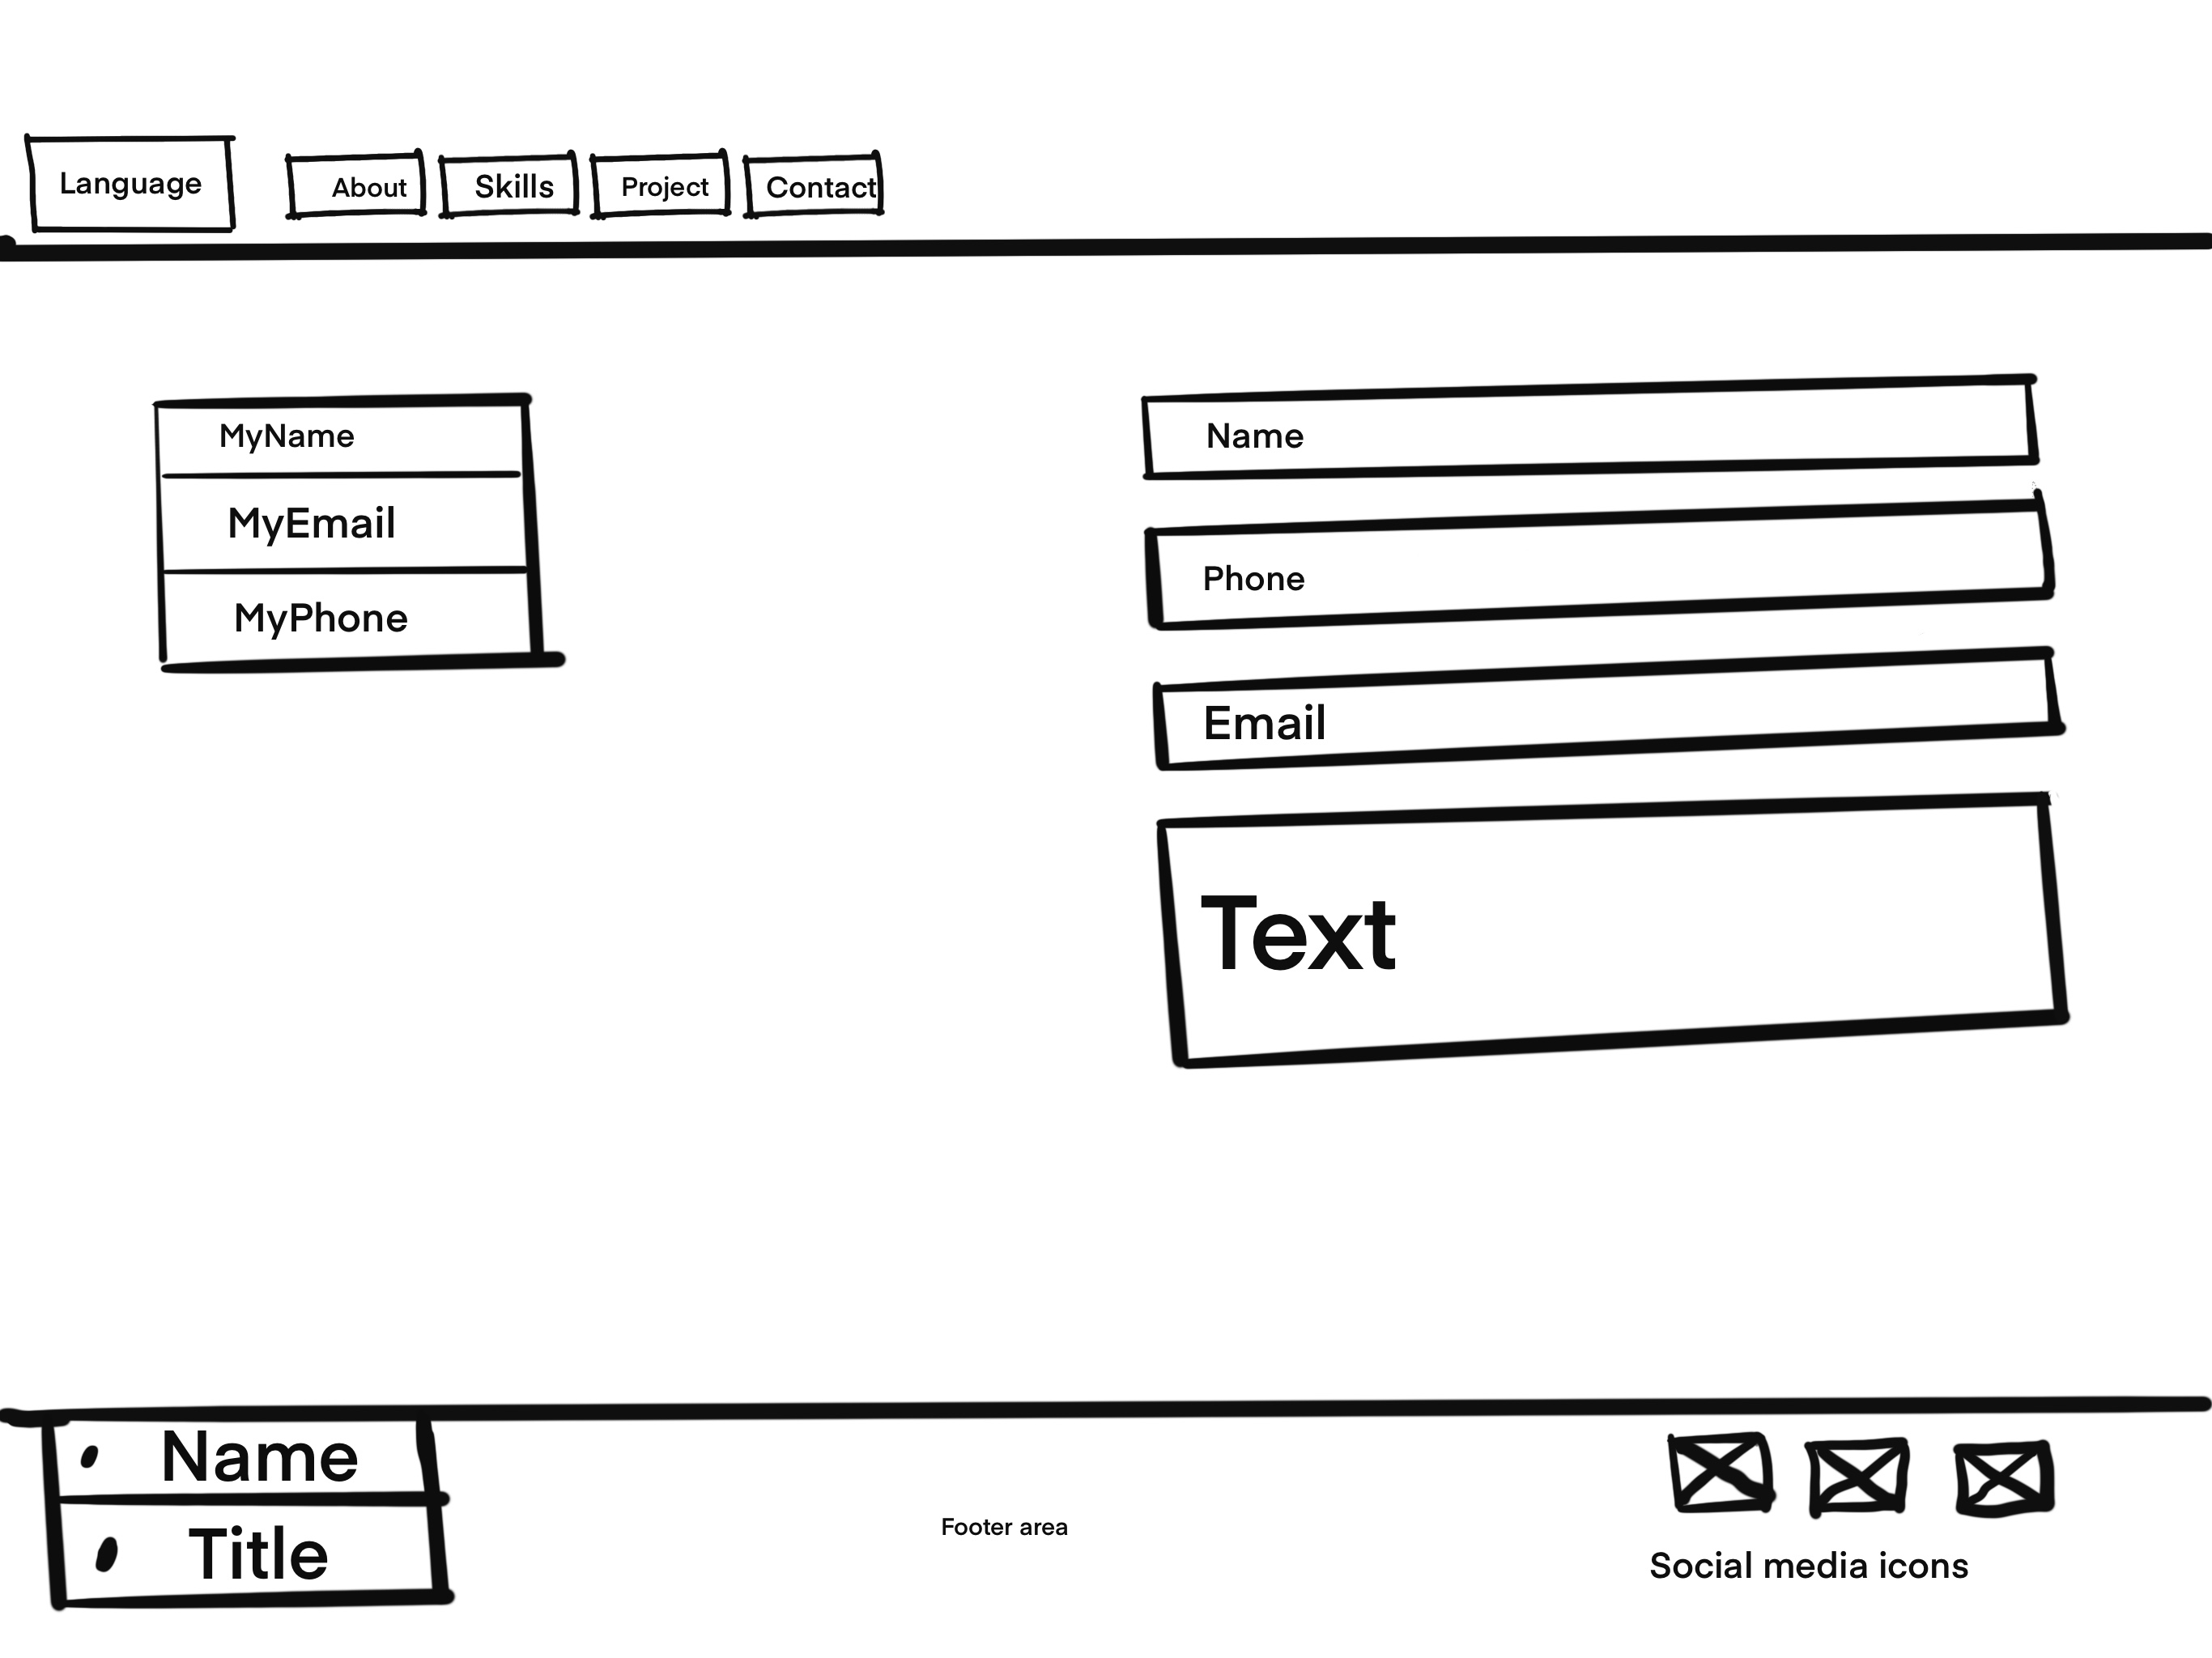 Language
About
Skills
Project
Contact
MyName
MyEmail
MyPhone
Name
Phone
Email
Text
Name
Title
Footer area
Social media icons